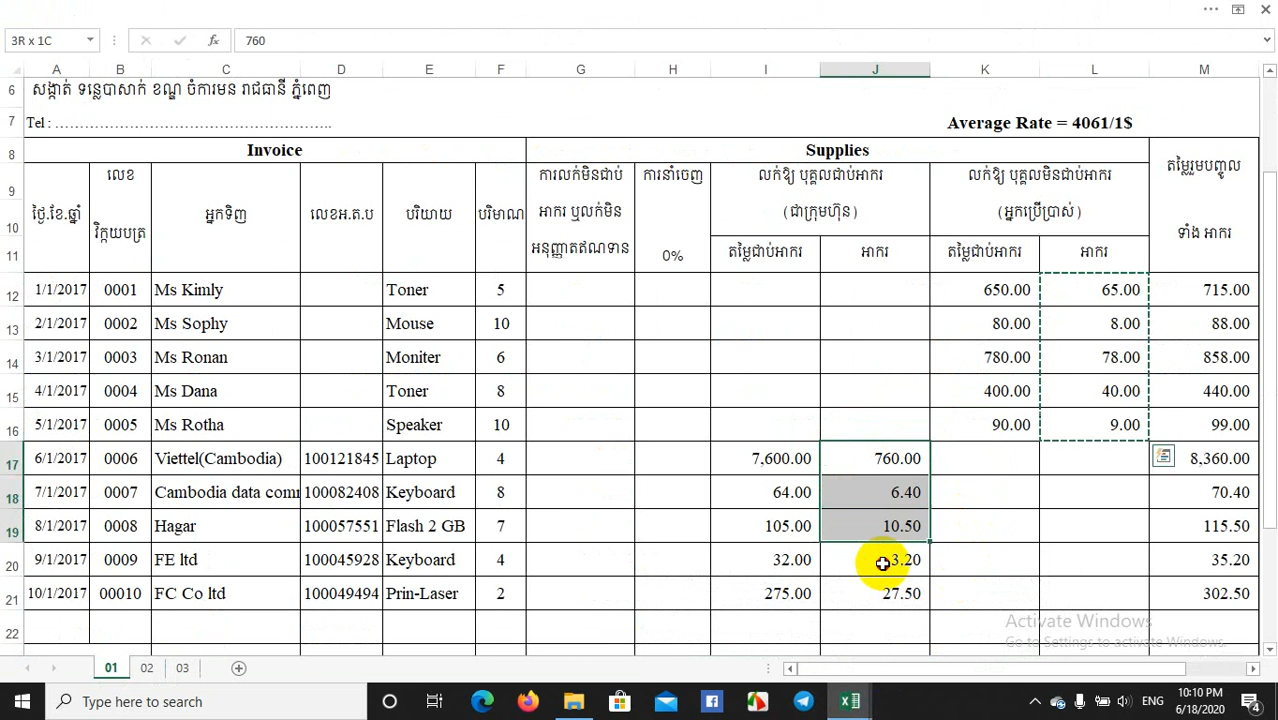 3R x 1C 760
A B C D E F G H I J K L M
6 សង្កាត់ ទន្លេបាសាក់ ខណ្ឌ ចំការមន រាជធានី ភ្នំពេញ
7 Tel : ………………………………………………….. Average Rate = 4061/1$
8 Invoice Supplies
9 ថ្ងៃ.ខែ.ឆ្នាំ លេខ អ្នកទិញ លេខអ.ត.ប បរិយាយ បរិមាណ ការលក់មិនជាប់ ការនាំចេញ លក់ឱ្យ បុគ្គលជាប់អាករ លក់ឱ្យ បុគ្គលមិនជាប់អាករ តម្លៃរួមបញ្ចូល
10 វិក្កយបត្រ អាករ ឬលក់មិន (ជាក្រុមហ៊ុន) (អ្នកប្រើប្រាស់) ទាំង អាករ
11 អនុញ្ញាតឥណទាន 0% តម្លៃជាប់អាករ អាករ តម្លៃជាប់អាករ អាករ
12 1/1/2017 0001 Ms Kimly Toner 5 650.00 65.00 715.00
13 2/1/2017 0002 Ms Sophy Mouse 10 80.00 8.00 88.00
14 3/1/2017 0003 Ms Ronan Moniter 6 780.00 78.00 858.00
15 4/1/2017 0004 Ms Dana Toner 8 400.00 40.00 440.00
16 5/1/2017 0005 Ms Rotha Speaker 10 90.00 9.00 99.00
17 6/1/2017 0006 Viettel(Cambodia) 100121845 Laptop 4 7,600.00 760.00 8,360.00
18 7/1/2017 0007 Cambodia data com 100082408 Keyboard 8 64.00 6.40 70.40
19 8/1/2017 0008 Hagar 100057551 Flash 2 GB 7 105.00 10.50 115.50
20 9/1/2017 0009 FE ltd 100045928 Keyboard 4 32.00 3.20 35.20
21 10/1/2017 00010 FC Co ltd 100049494 Prin-Laser 2 275.00 27.50 302.50
22
Activate Windows
Go to Settings to activate Windows.
01 02 03
Type here to search
ENG 10:10 PM
6/18/2020 4